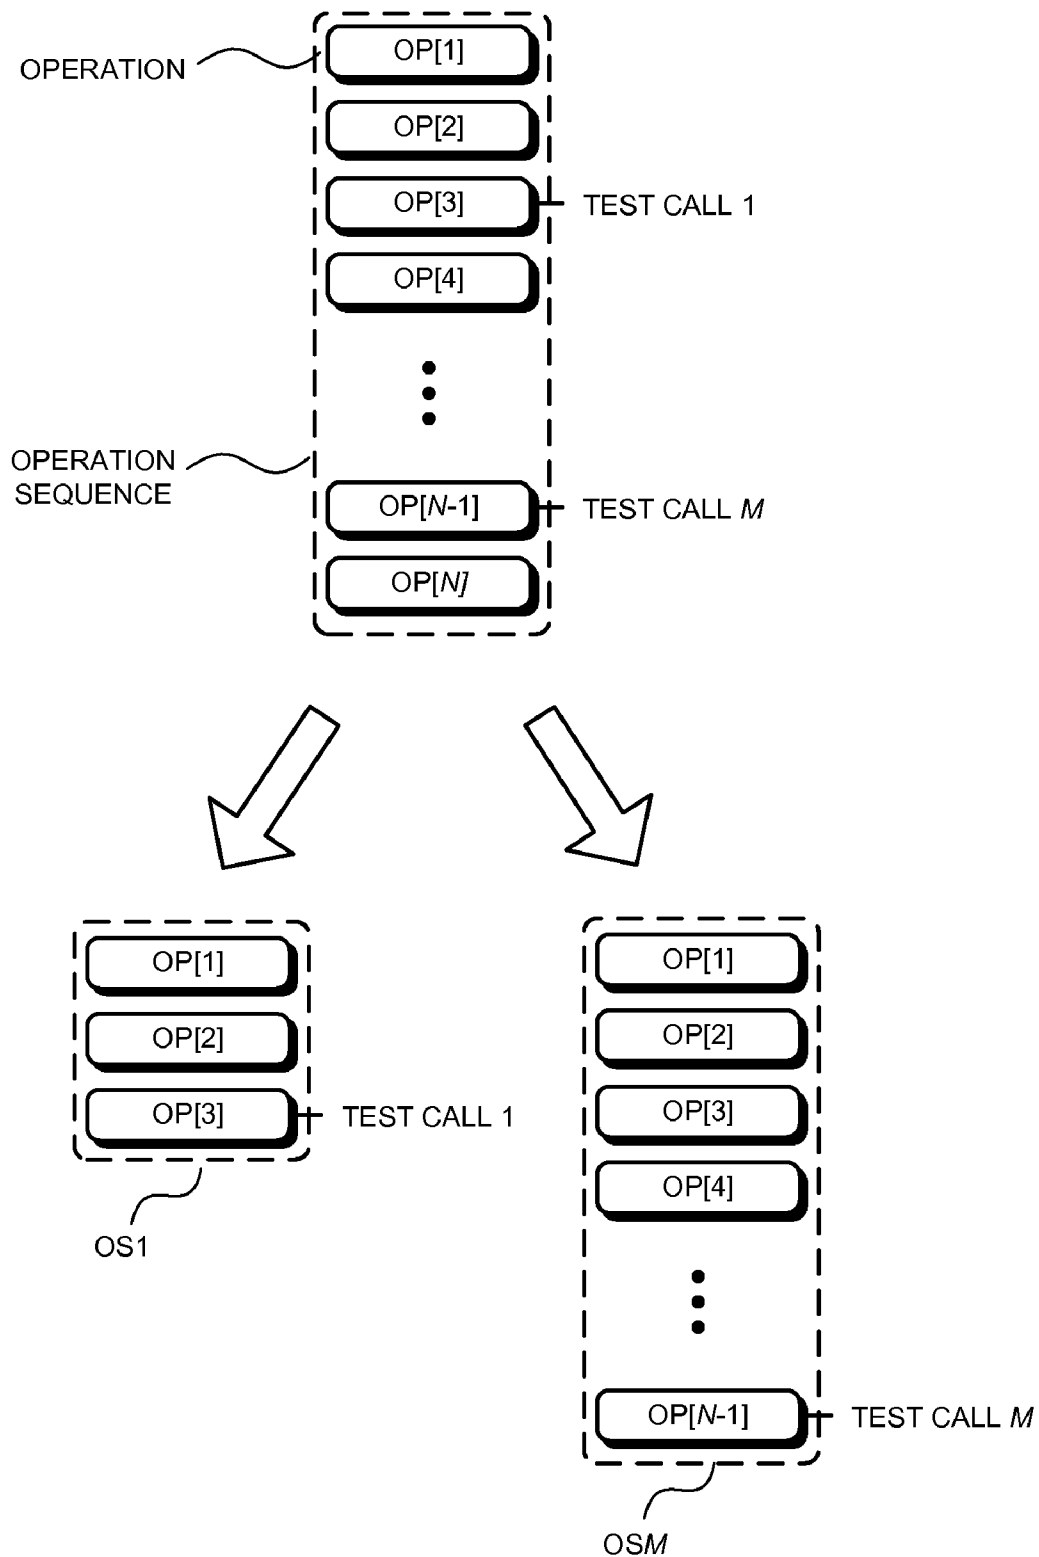 OP[1]
OPERATION
OP[2]
OP[3]
TEST CALL 1
OP[4]
OPERATION
SEQUENCE
OP[N-1]
TEST CALL M
OP[N]
OP[1]
OP[2]
OP[3]
TEST CALL 1
OS1
OP[1]
OP[2]
OP[3]
OP[4]
OP[N-1]
TEST CALL M
OSM